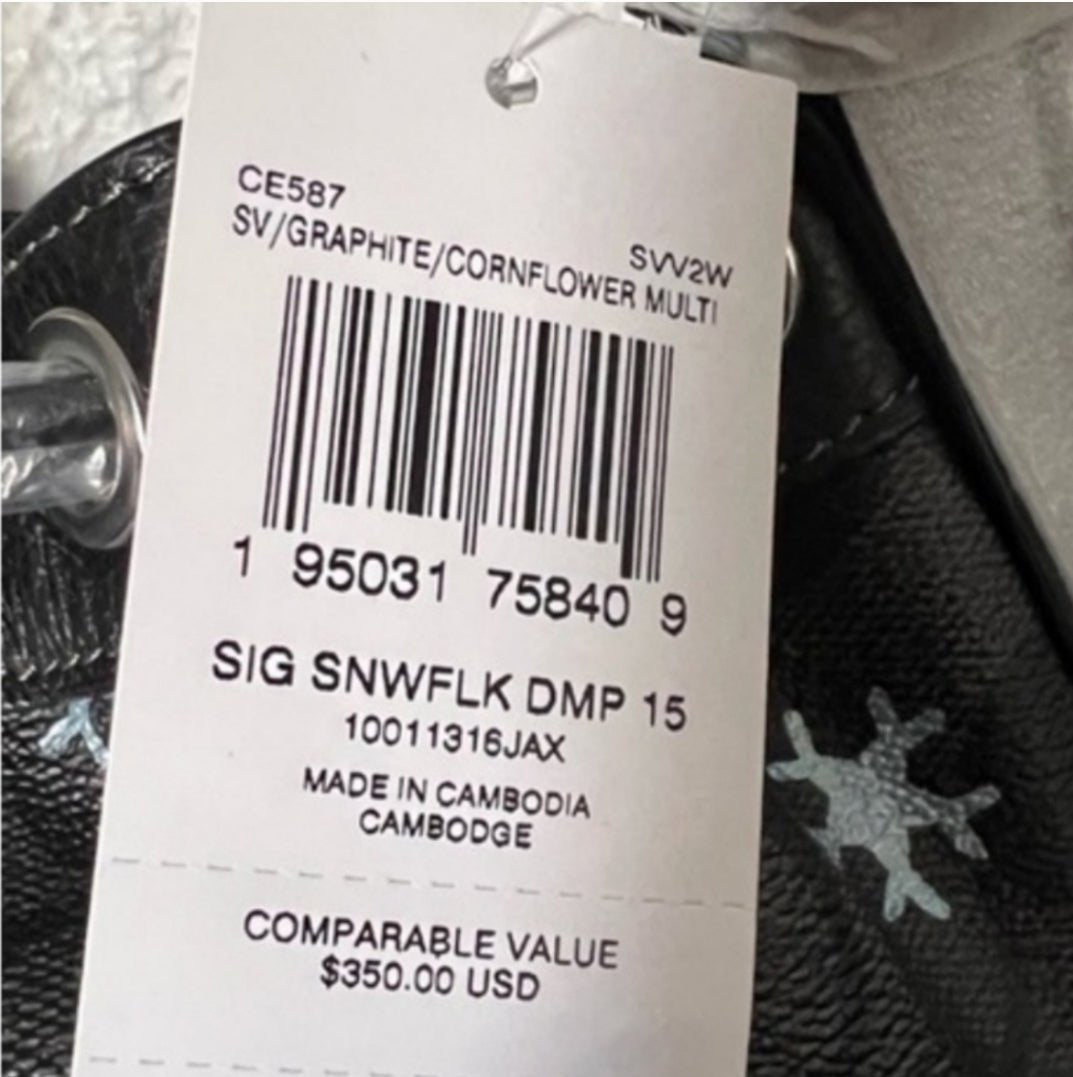 CE587
SVV2W
SV/GRAPHITE/CORNFLOWER MULTI
1 95031 75840 9
SIG SNWFLK DMP 15
10011316JAX
MADE IN CAMBODIA
CAMBODGE
COMPARABLE VALUE
$350.00 USD